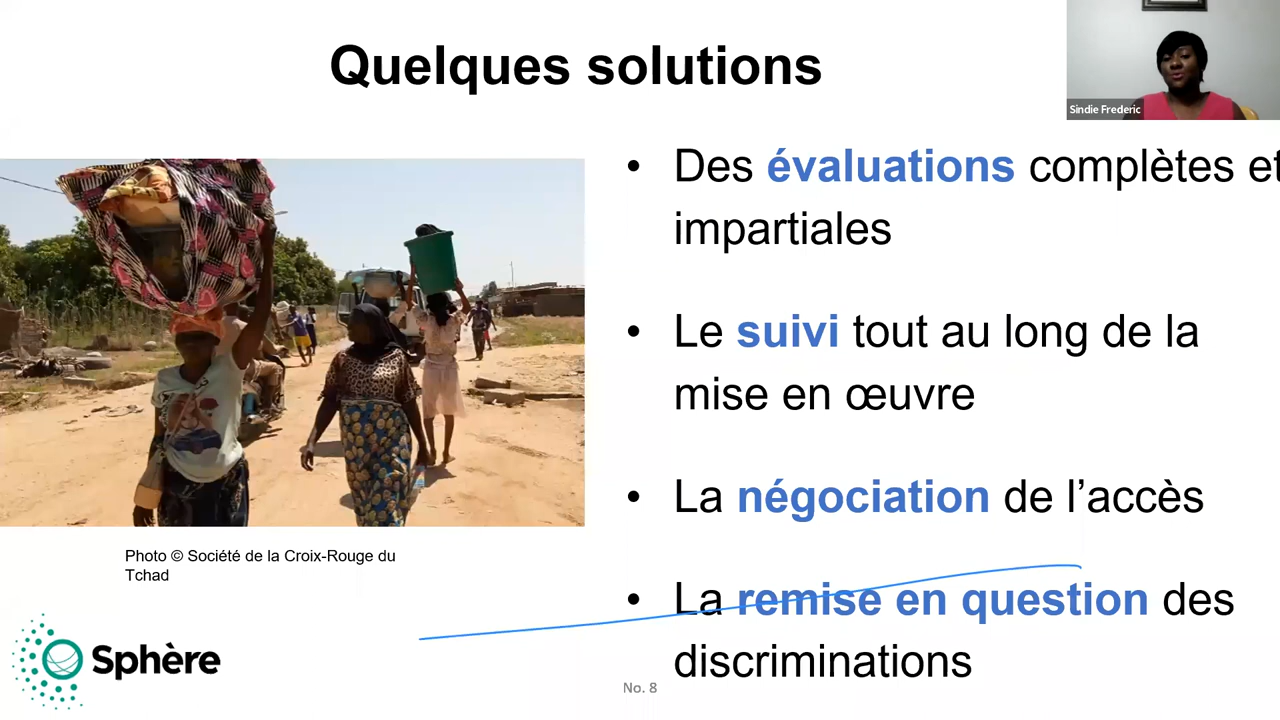 Quelques solutions
Sindie Frederic
• Des évaluations complètes et
impartiales
• Le suivi tout au long de la
mise en œuvre
• La négociation de l’accès
• La remise en question des
discriminations
Photo © Société de la Croix-Rouge du
Tchad
Sphère
No. 8